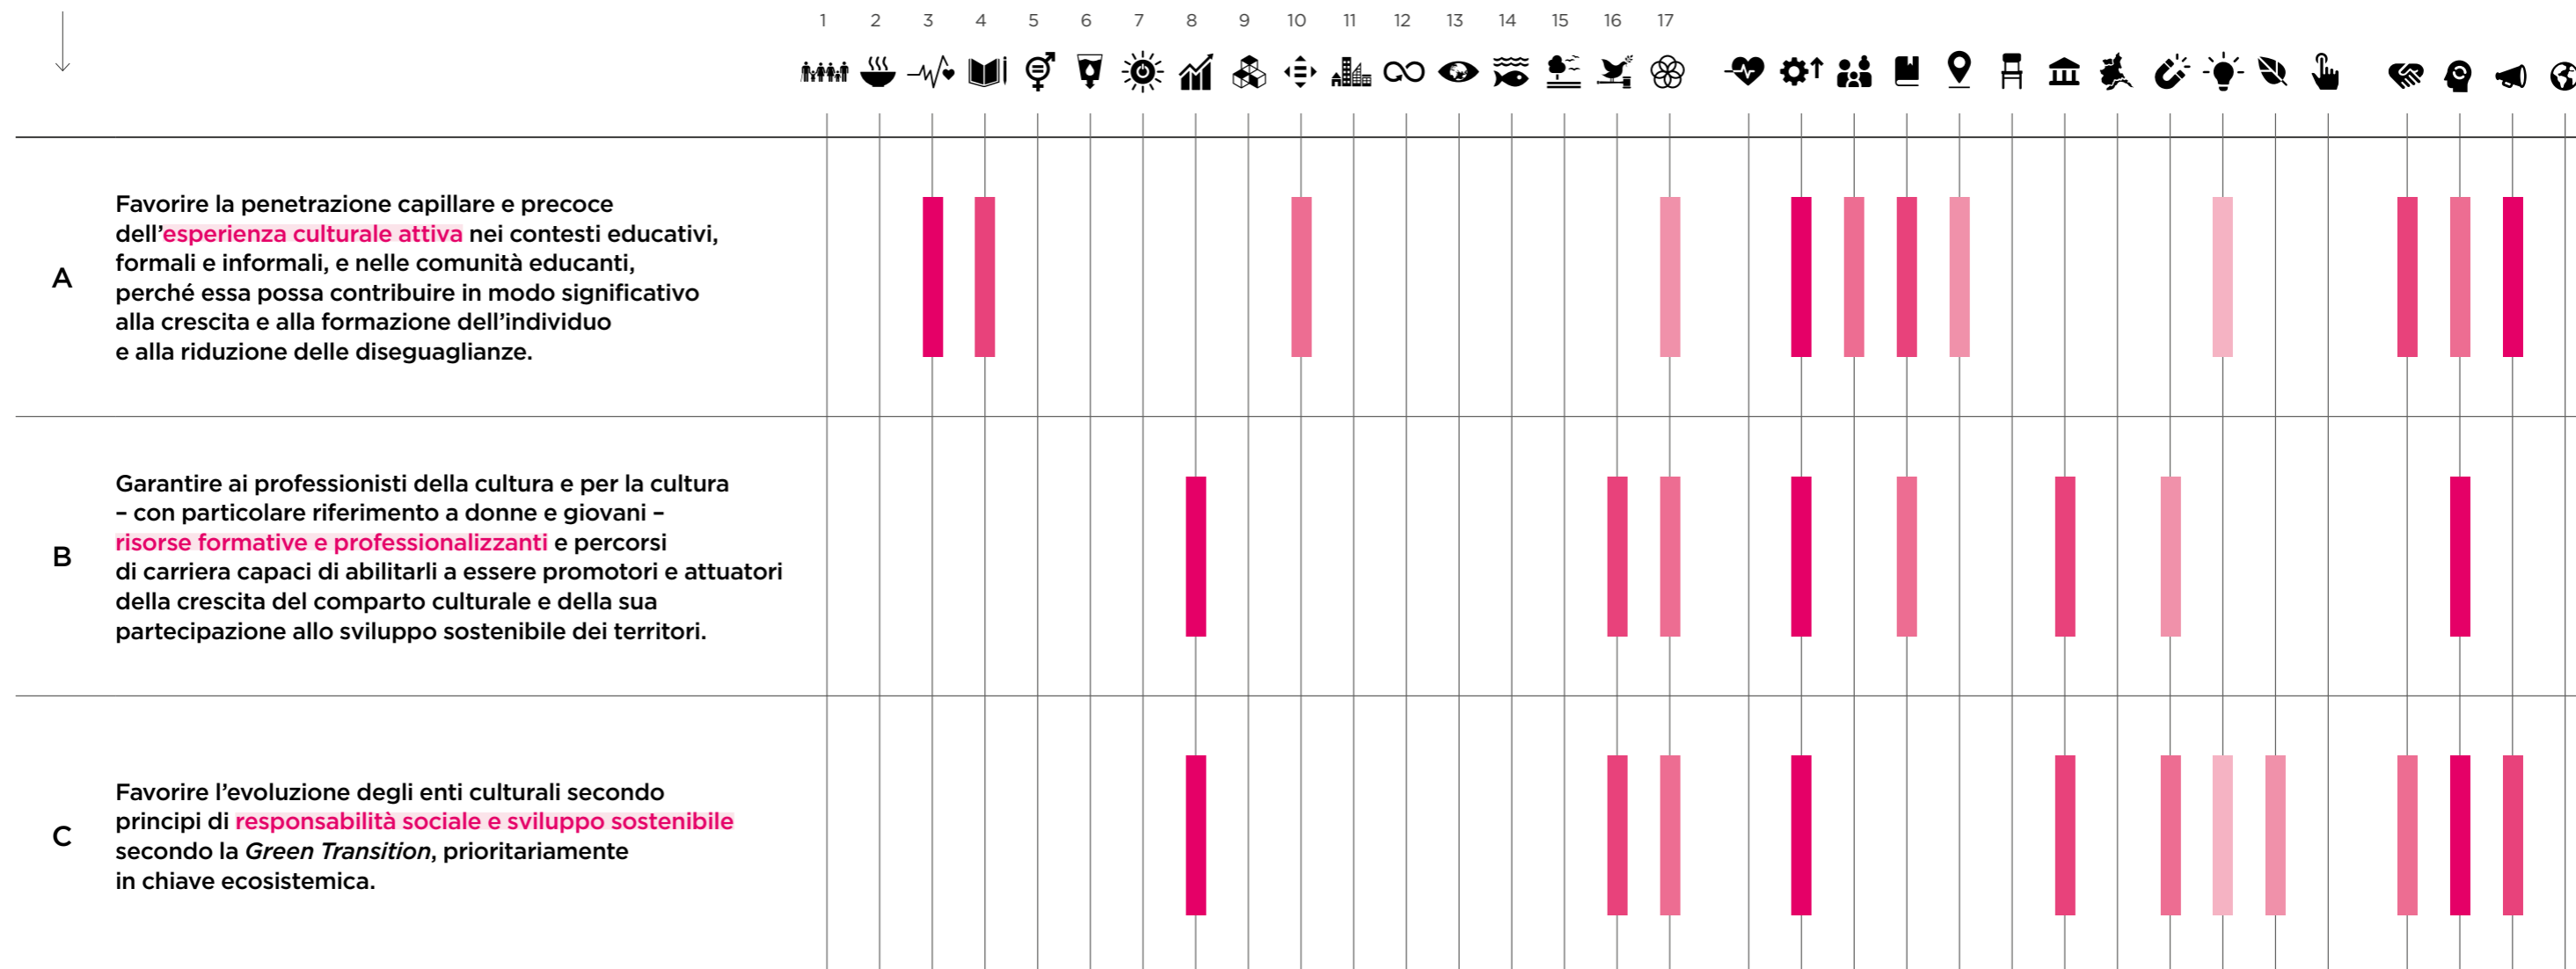 1 2 3 4 5 6 7 8 9 10 11 12 13 14 15 16 17
A
Favorire la penetrazione capillare e precoce
dell’esperienza culturale attiva nei contesti educativi,
formali e informali, e nelle comunità educanti,
perché essa possa contribuire in modo significativo
alla crescita e alla formazione dell’individuo
e alla riduzione delle diseguaglianze.
B
Garantire ai professionisti della cultura e per la cultura
– con particolare riferimento a donne e giovani –
risorse formative e professionalizzanti e percorsi
di carriera capaci di abilitarli a essere promotori e attuatori
della crescita del comparto culturale e della sua
partecipazione allo sviluppo sostenibile dei territori.
C
Favorire l’evoluzione degli enti culturali secondo
principi di responsabilità sociale e sviluppo sostenibile
secondo la Green Transition, prioritariamente
in chiave ecosistemica.